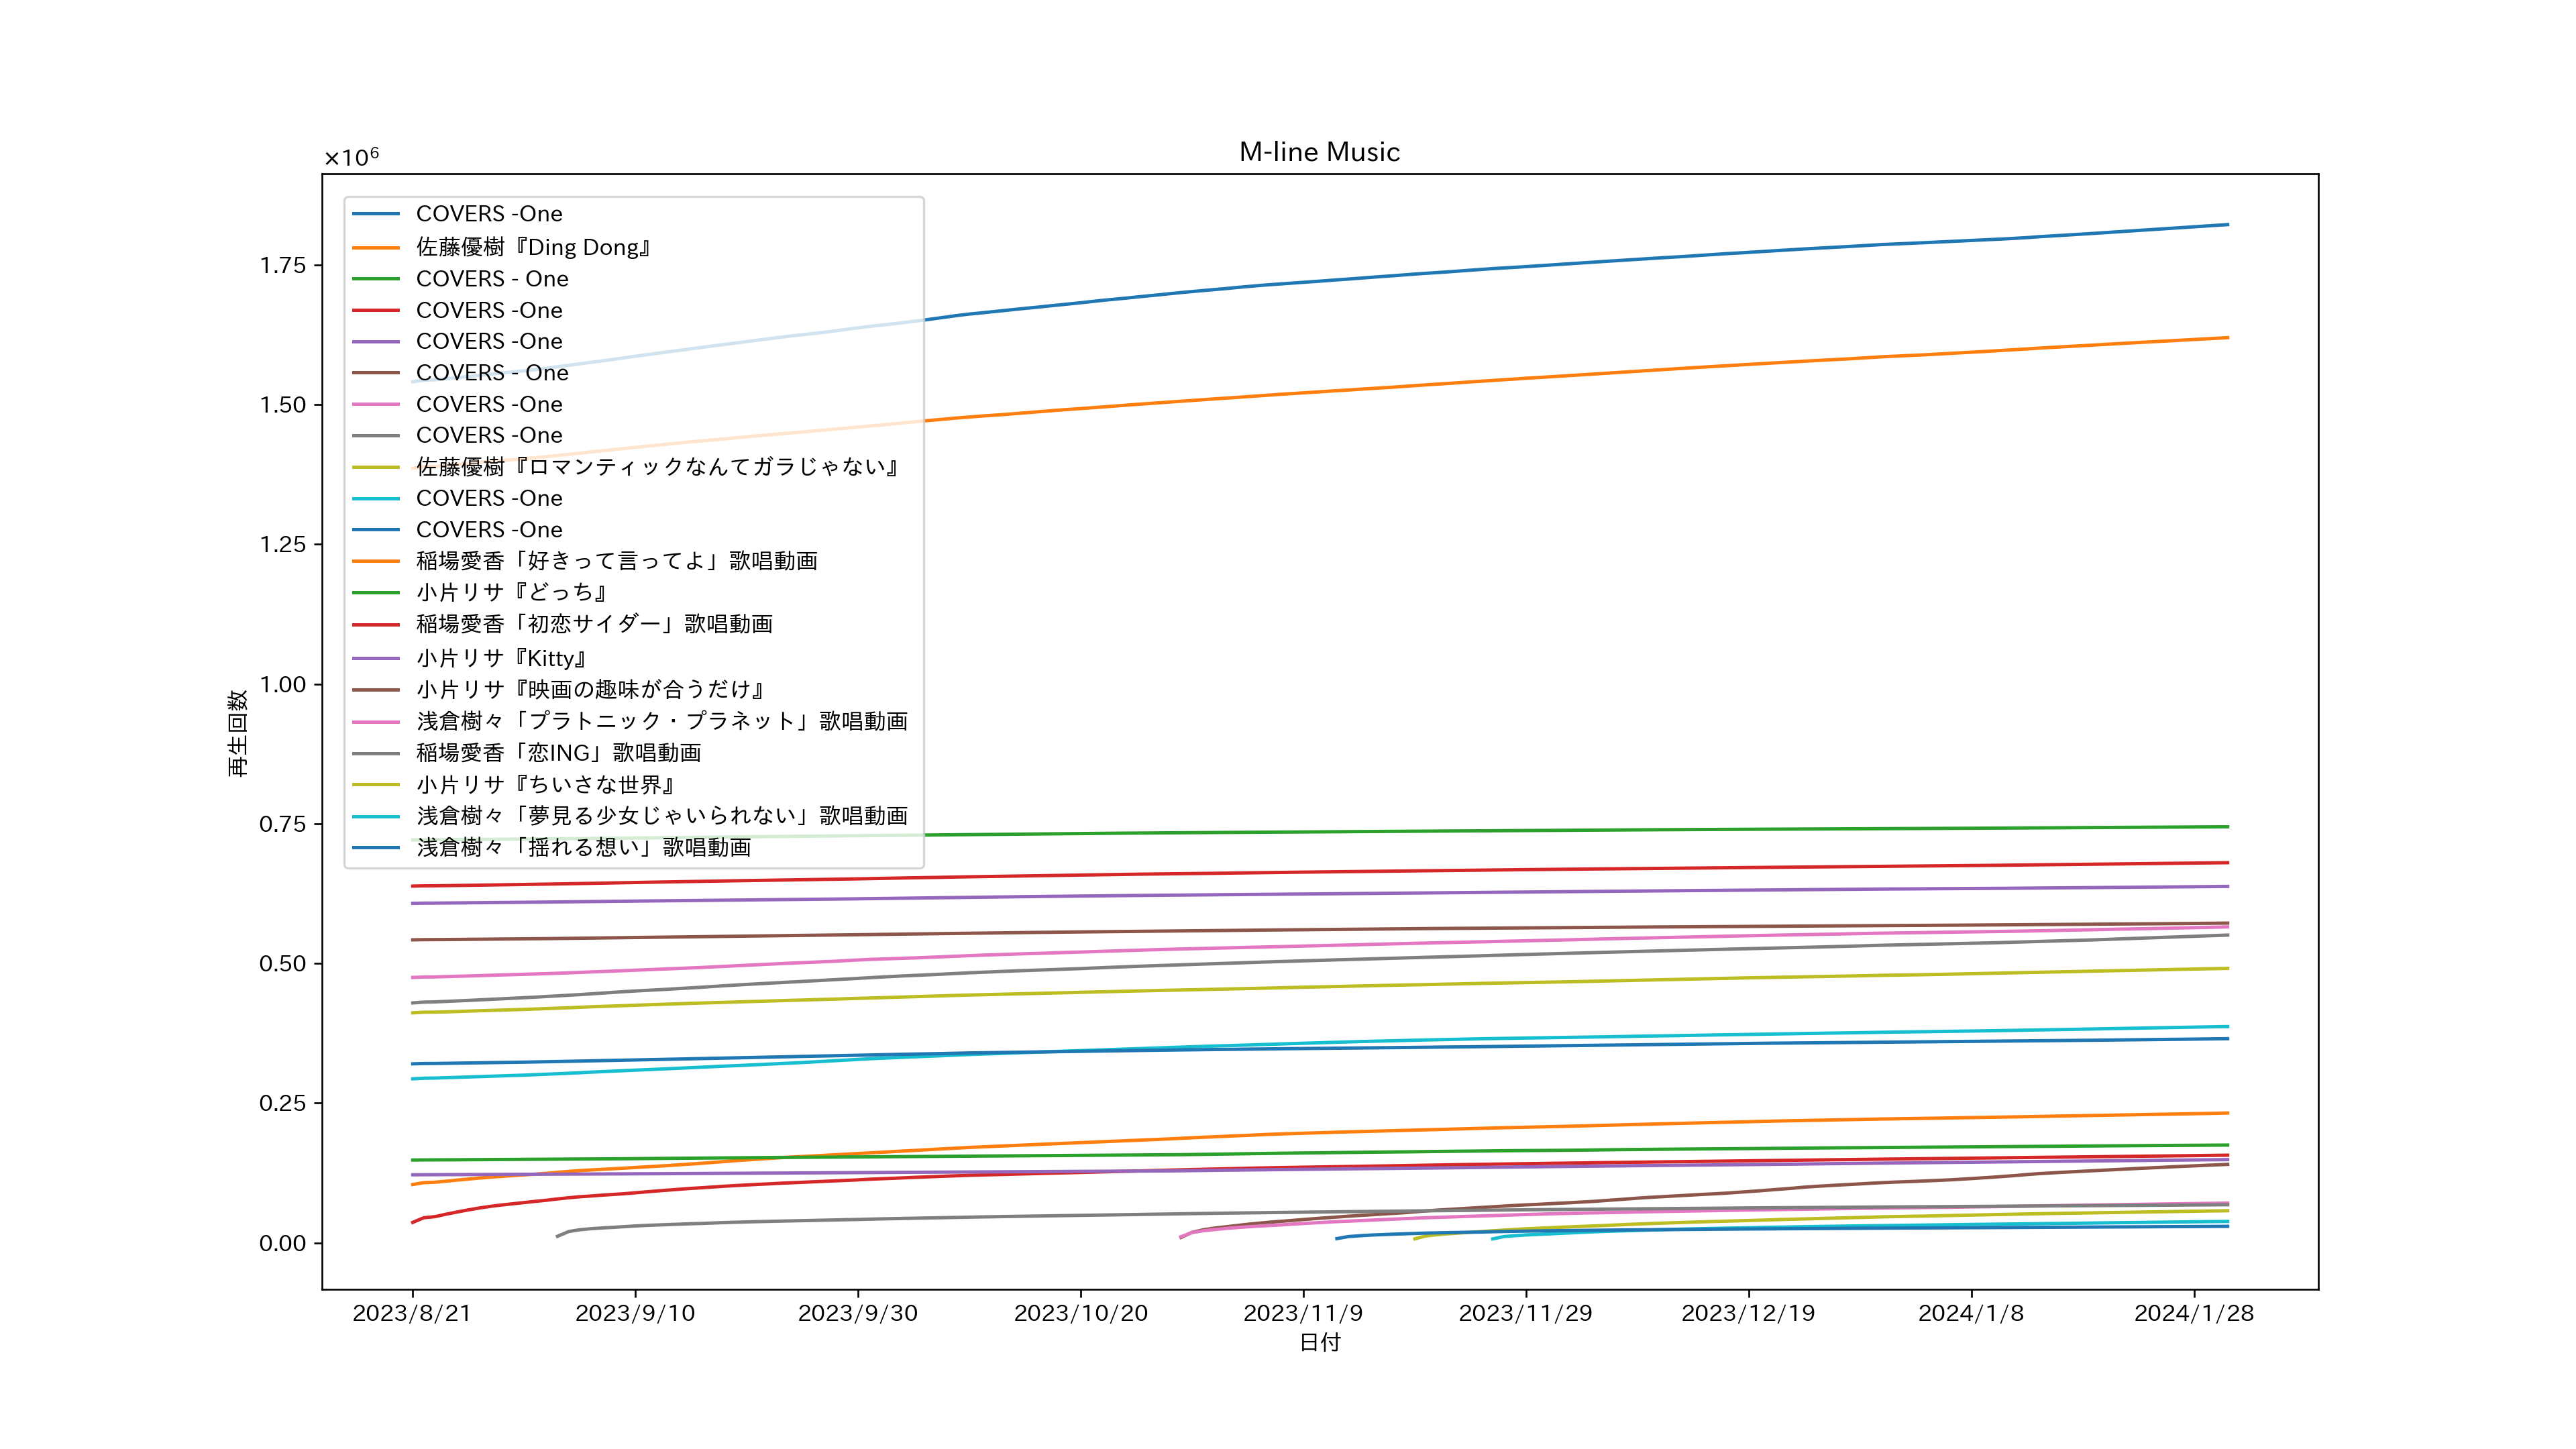 M-line Music
×10⁶
COVERS -One
佐藤優樹『Ding Dong』
COVERS - One
COVERS -One
COVERS -One
COVERS - One
COVERS -One
COVERS -One
佐藤優樹『ロマンティックなんてガラじゃない』
COVERS -One
COVERS -One
稲場愛香「好きって言ってよ」歌唱動画
小片リサ『どっち』
稲場愛香「初恋サイダー」歌唱動画
小片リサ『Kitty』
小片リサ『映画の趣味が合うだけ』
浅倉樹々「プラトニック・プラネット」歌唱動画
稲場愛香「恋ING」歌唱動画
小片リサ『ちいさな世界』
浅倉樹々「夢見る少女じゃいられない」歌唱動画
浅倉樹々「揺れる想い」歌唱動画
1.75
1.50
1.25
1.00
0.75
0.50
0.25
0.00
再生回数
2023/8/21
2023/9/10
2023/9/30
2023/10/20
2023/11/9
2023/11/29
2023/12/19
2024/1/8
2024/1/28
日付